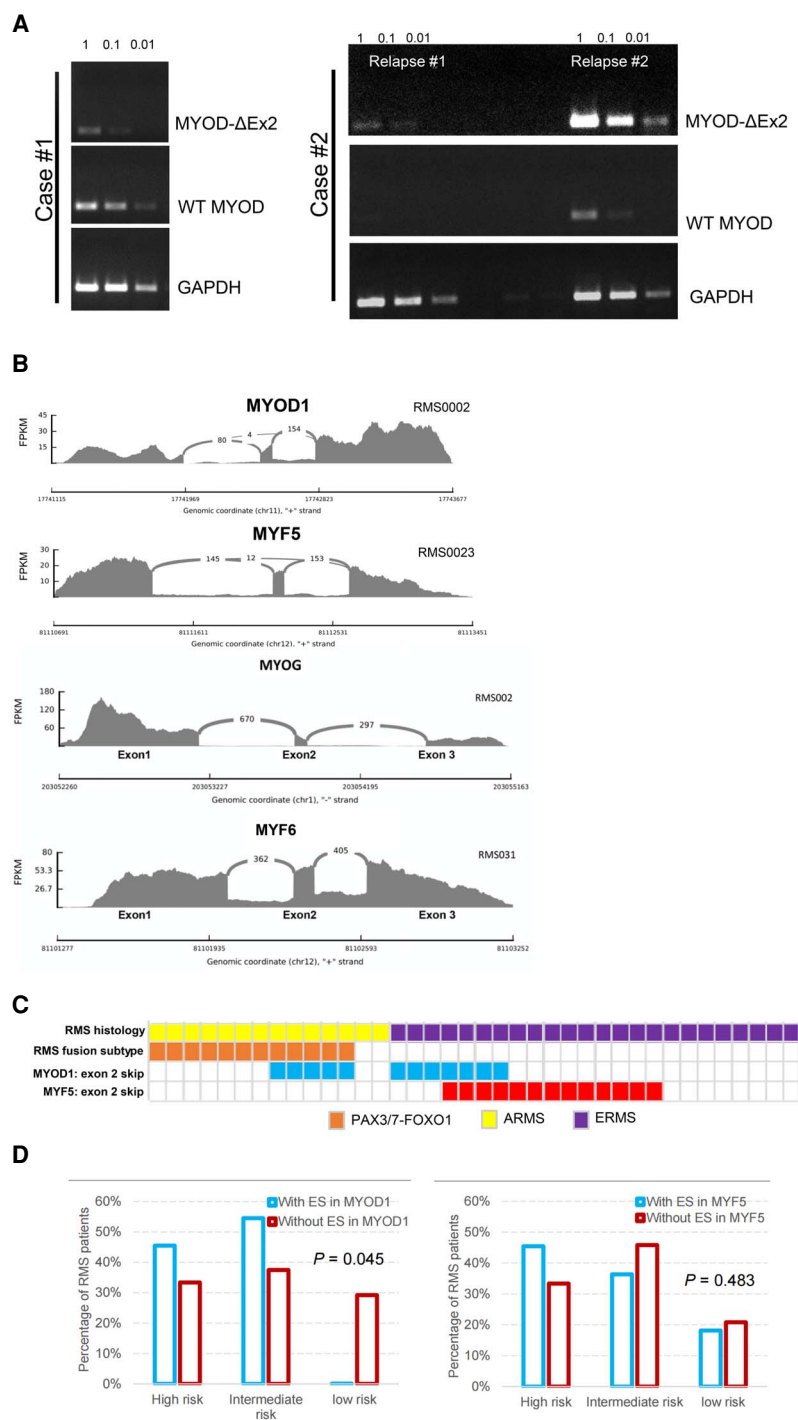 A
1 0.1 0.01
Case #1
MYOD-ΔEx2
WT MYOD
GAPDH
1 0.1 0.01 1 0.1 0.01
Relapse #1 Relapse #2
Case #2
MYOD-ΔEx2
WT MYOD
GAPDH
B
MYOD1
RMS0002
FPKM
45
30
15
80 4 154
17741115 17741969 17742823 17743677
Genomic coordinate (chr11), "+" strand
MYF5
RMS0023
FPKM
30
20
10
145 12 153
81110691 81111611 81112531 81113451
Genomic coordinate (chr12), "+" strand
MYOG
RMS002
FPKM
180
120
60
670 297
Exon1 Exon2 Exon 3
203052260 203053227 203054195 203055163
Genomic coordinate (chr1), "-" strand
MYF6
RMS031
FPKM
80
53.3
26.7
362 405
Exon1 Exon2 Exon 3
81101277 81101935 81102593 81103252
Genomic coordinate (chr12), "+" strand
C
RMS histology
RMS fusion subtype
MYOD1: exon 2 skip
MYF5: exon 2 skip
PAX3/7-FOXO1 ARMS ERMS
D
Percentage of RMS patients
60%
50%
40%
30%
20%
10%
0%
With ES in MYOD1
Without ES in MYOD1
P = 0.045
High risk Intermediate risk low risk
Percentage of RMS patients
60%
50%
40%
30%
20%
10%
0%
With ES in MYF5
Without ES in MYF5
P = 0.483
High risk Intermediate risk low risk